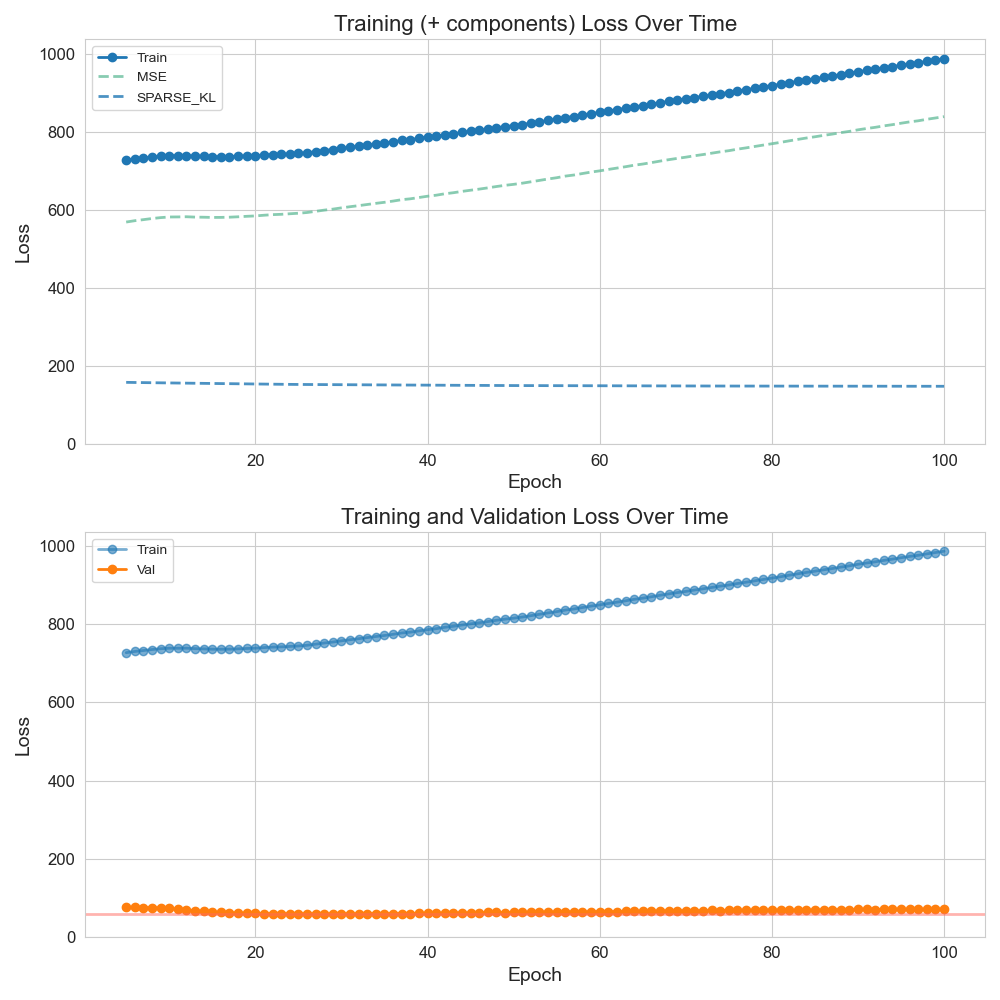 Training (+ components) Loss Over Time
1000
800
600
400
200
0
Loss
Train
MSE
SPARSE_KL
20 40 60 80 100
Epoch
Training and Validation Loss Over Time
1000
800
600
400
200
0
Loss
Train
Val
20 40 60 80 100
Epoch